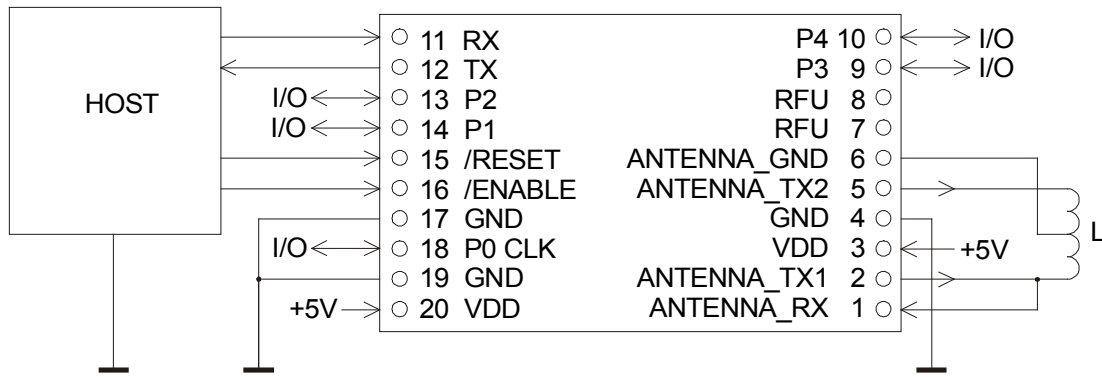 HOST
11 RX
12 TX
I/O 13 P2
I/O 14 P1
15 /RESET
16 /ENABLE
17 GND
I/O 18 P0 CLK
19 GND
+5V 20 VDD
P4 10 I/O
P3 9 I/O
RFU 8
RFU 7
ANTENNA_GND 6
ANTENNA_TX2 5
GND 4
VDD 3 +5V
ANTENNA_TX1 2
ANTENNA_RX 1
L